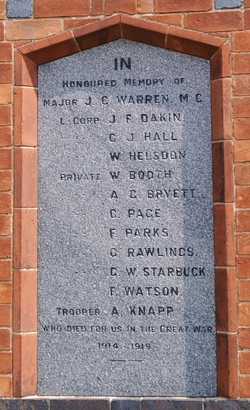 IN
HONOURED MEMORY OF
MAJOR J. C. WARREN, M C
L-CORP. J. F. DAKIN.
C. J. HALL
W. HELSDON
PRIVATE W. BOOTH.
A. C. BRYETT.
C. PAGE
F. PARKS.
C. RAWLINGS.
G. W. STARBUCK
F. WATSON.
TROOPER A. KNAPP.
WHO DIED FOR US IN THE GREAT WAR
1914 - 1919.